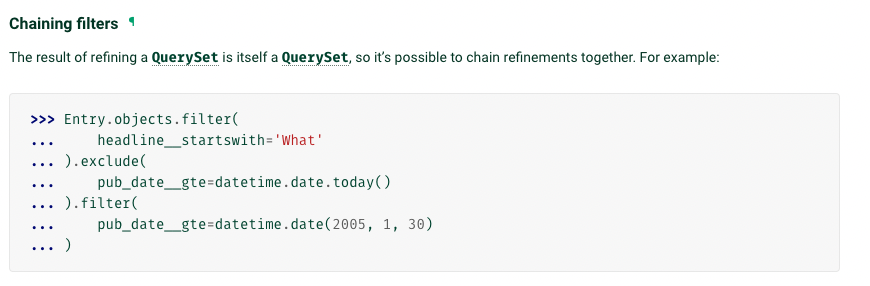 Chaining filters ¶
The result of refining a QuerySet is itself a QuerySet, so it’s possible to chain refinements together. For example:
>>> Entry.objects.filter(
...     headline__startswith='What'
... ).exclude(
...     pub_date__gte=datetime.date.today()
... ).filter(
...     pub_date__gte=datetime.date(2005, 1, 30)
... )